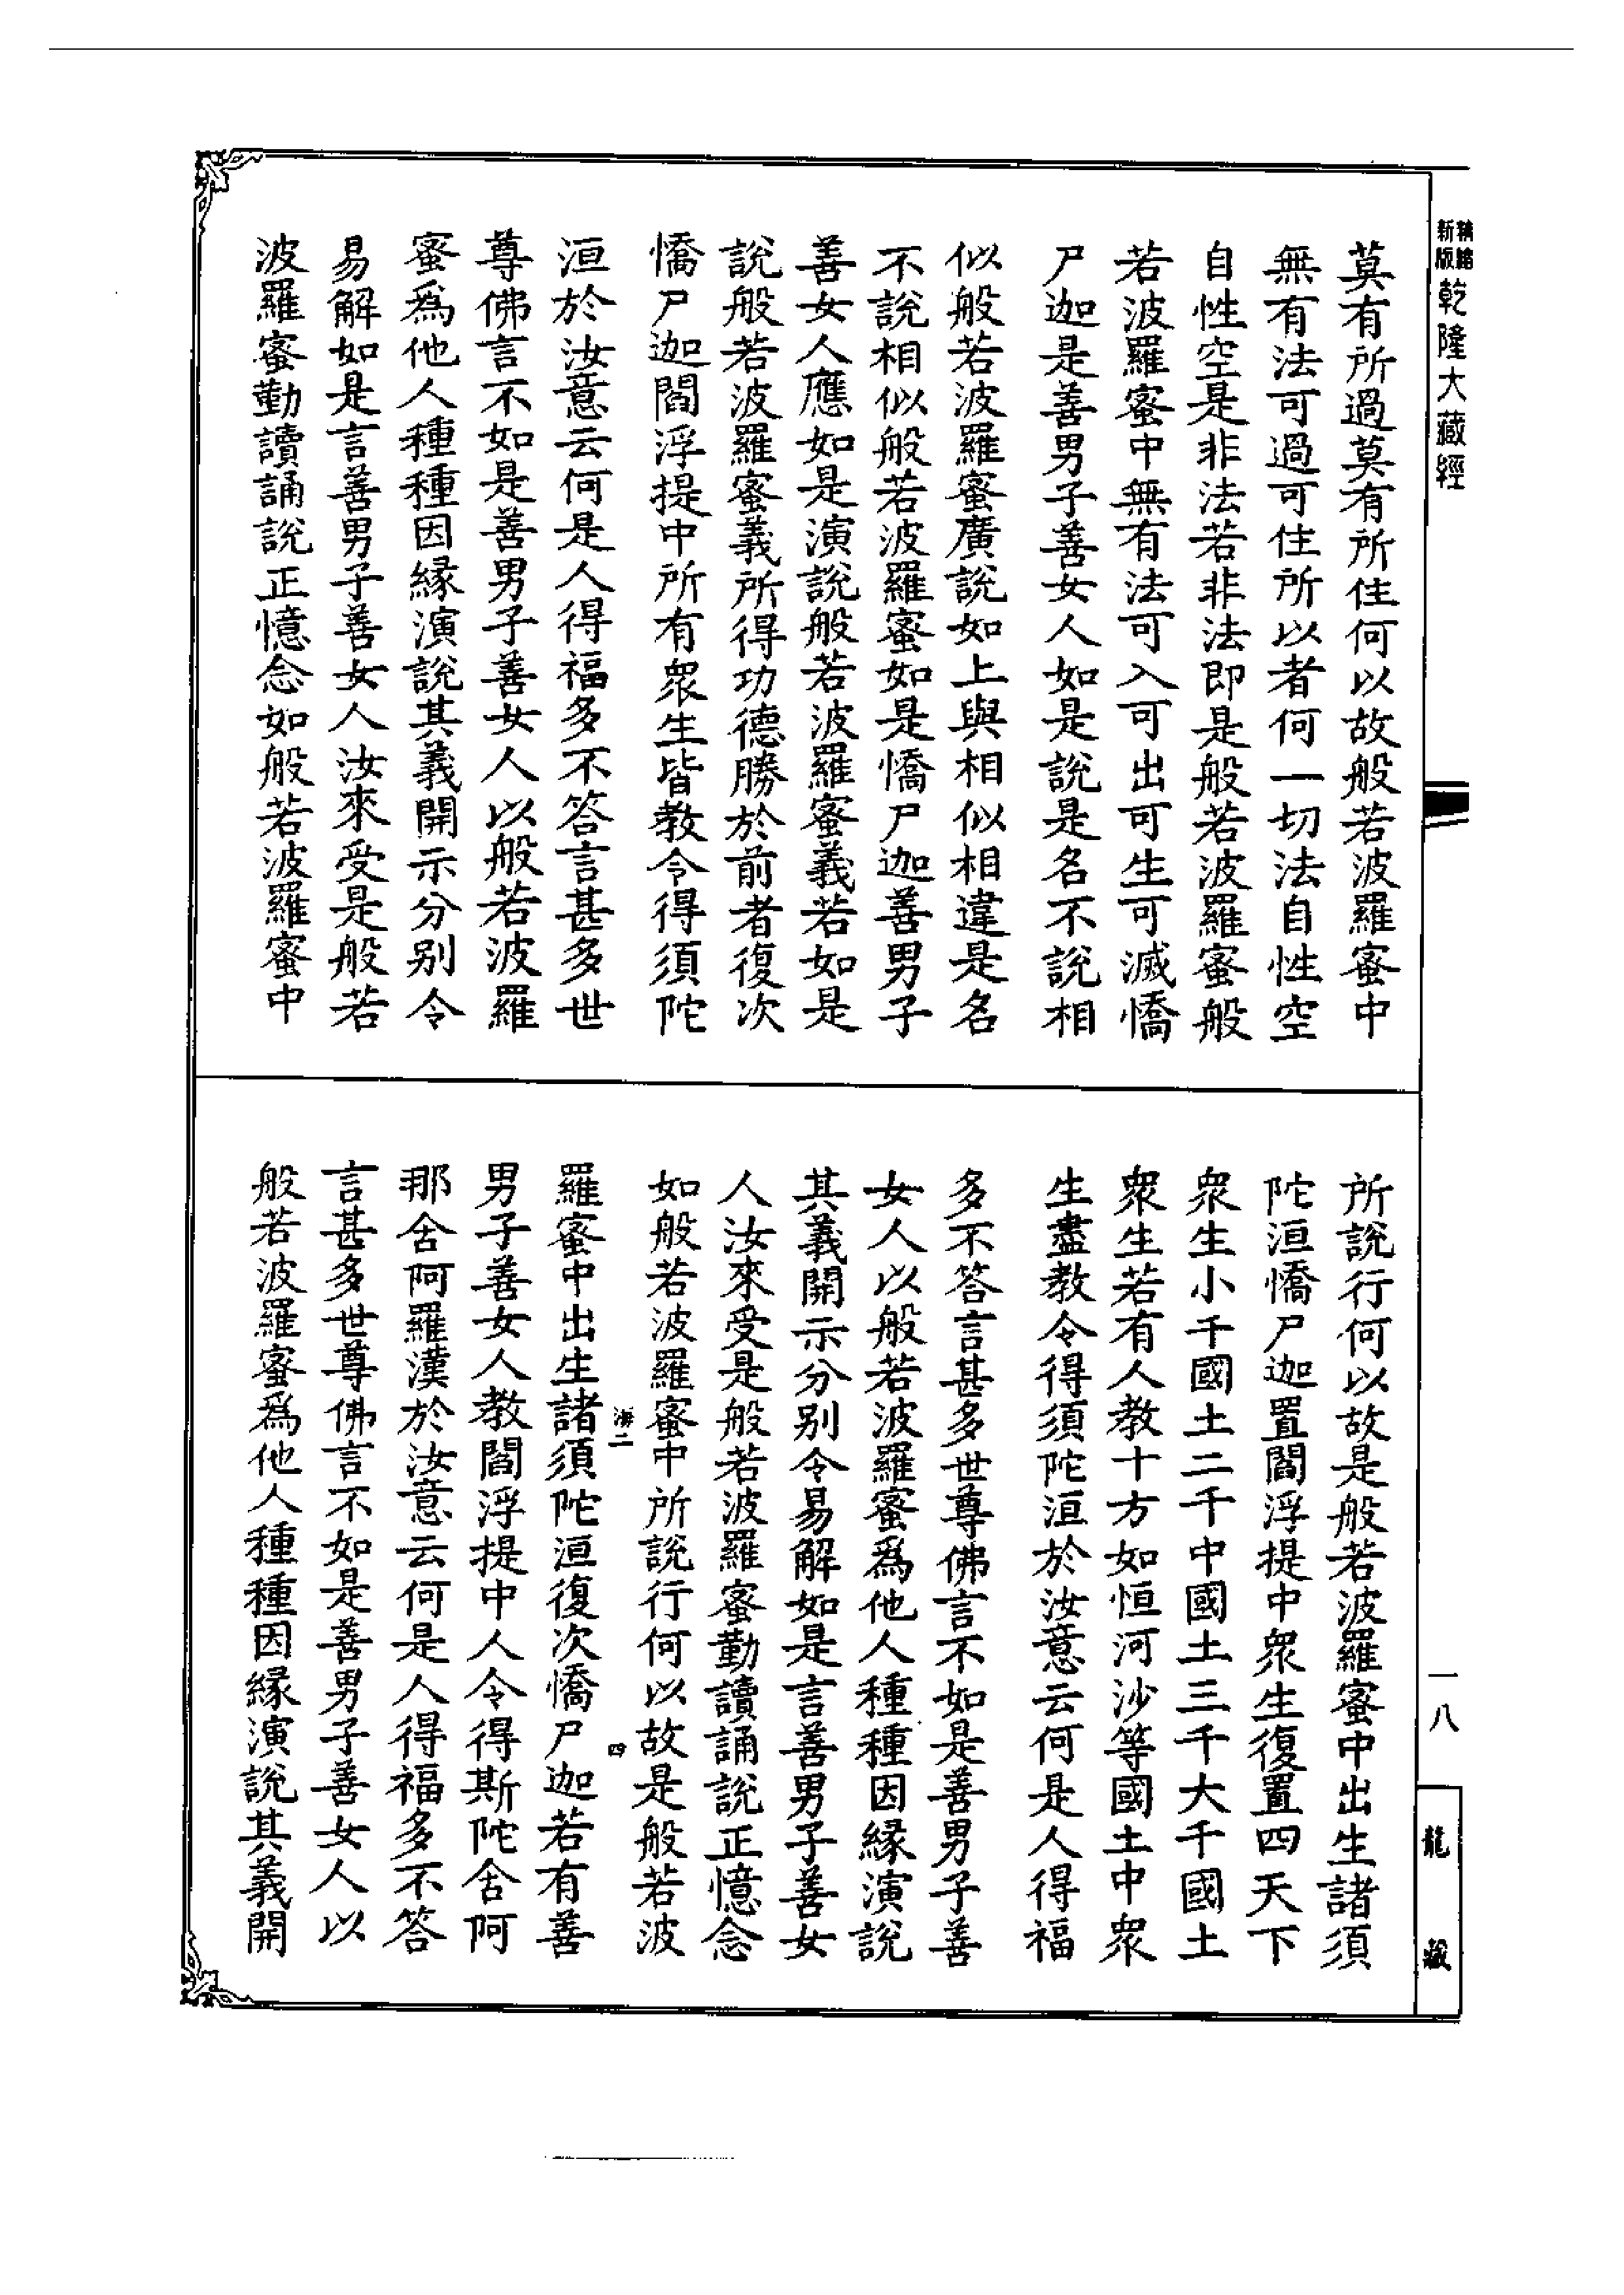 新版精縮乾隆大藏經
莫有所過莫有所住何以故般若波羅蜜中
無有法可過可住所以者何一切法自性空
自性空是非法若非法即是般若波羅蜜般
若波羅蜜中無有法可入可出可生可滅憍
尸迦是善男子善女人如是說是名不說相
似般若波羅蜜廣說如上與相似相違是名
不說相似般若波羅蜜如是憍尸迦善男子
善女人應如是演說般若波羅蜜義若如是
說般若波羅蜜義所得功德勝於前者復次
憍尸迦閻浮提中所有眾生皆教令得須陀
洹於汝意云何是人得福多不答言甚多世
尊佛言不如是善男子善女人以般若波羅
蜜爲他人種種因緣演說其義開示分別令
易解如是言善男子善女人汝來受是般若
波羅蜜勤讀誦說正憶念如般若波羅蜜中
所說行何以故是般若波羅蜜中出生諸須
陀洹憍尸迦置閻浮提中眾生復置四天下
眾生小千國土二千中國土三千大千國土
眾生若有人教十方如恒河沙等國土中眾
生盡教令得須陀洹於汝意云何是人得福
多不答言甚多世尊佛言不如是善男子善
女人以般若波羅蜜爲他人種種因緣演說
其義開示分別令易解如是言善男子善女
人汝來受是般若波羅蜜勤讀誦說正憶念
如般若波羅蜜中所說行何以故是般若波
海二 四
羅蜜中出生諸須陀洹復次憍尸迦若有善
男子善女人教閻浮提中人令得斯陀含阿
那含阿羅漢於汝意云何是人得福多不答
言甚多世尊佛言不如是善男子善女人以
般若波羅蜜爲他人種種因緣演說其義開
一八
龍藏